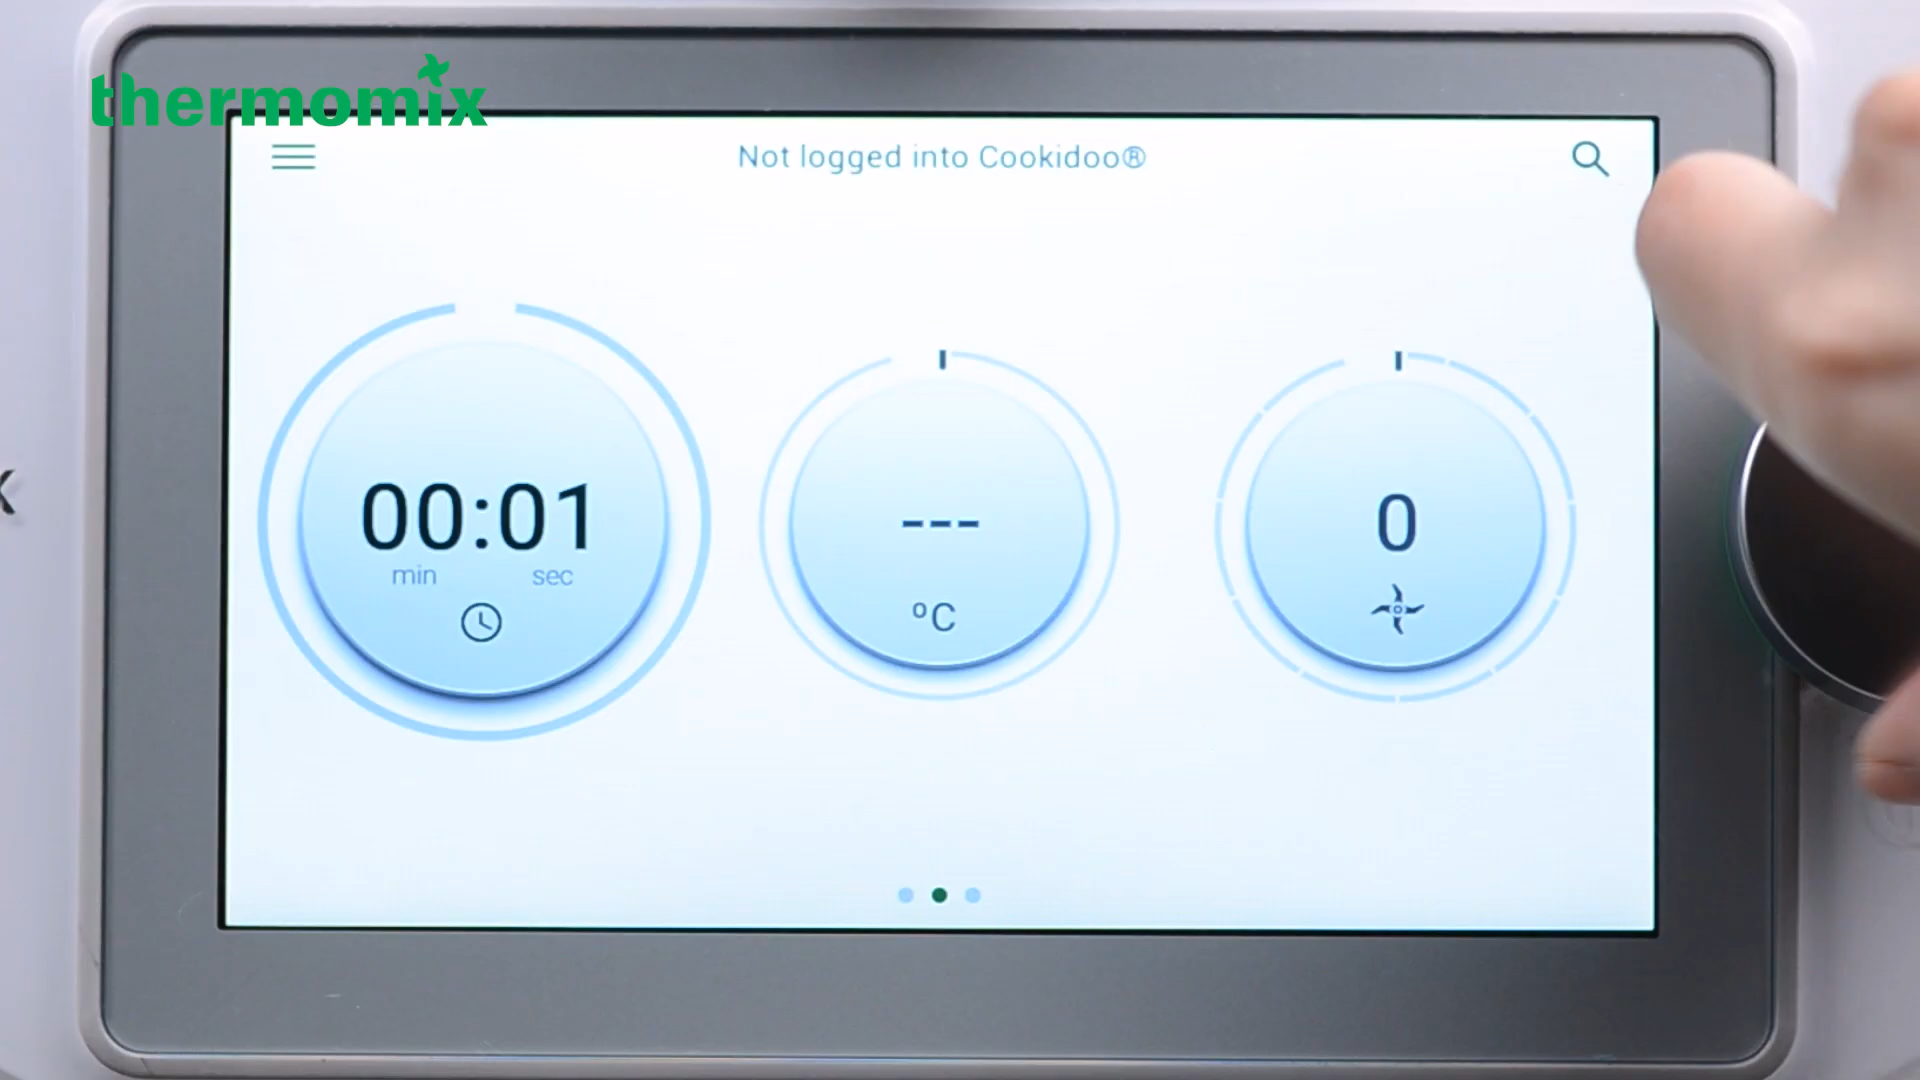 thermomix
Not logged into Cookidoo®
00:01
min sec
---
°C
0